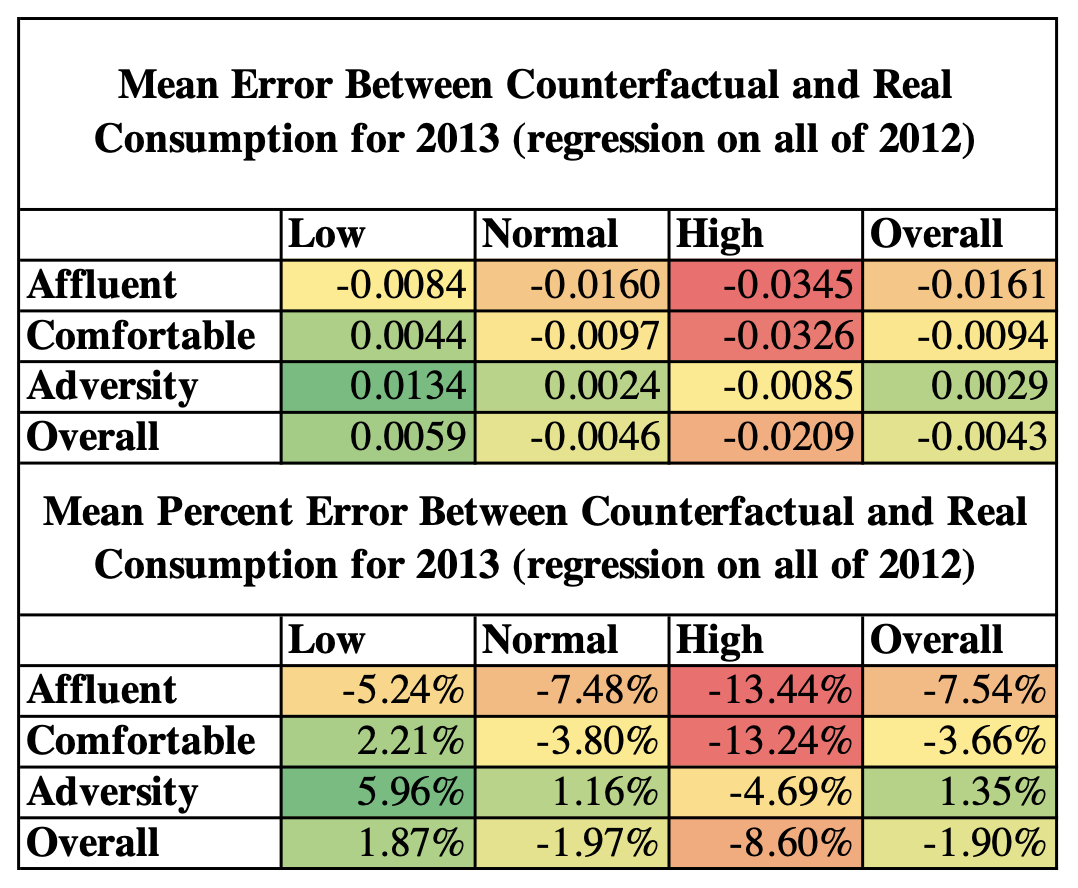 Mean Error Between Counterfactual and Real
Consumption for 2013 (regression on all of 2012)
Low Normal High Overall
Affluent -0.0084 -0.0160 -0.0345 -0.0161
Comfortable 0.0044 -0.0097 -0.0326 -0.0094
Adversity 0.0134 0.0024 -0.0085 0.0029
Overall 0.0059 -0.0046 -0.0209 -0.0043
Mean Percent Error Between Counterfactual and Real
Consumption for 2013 (regression on all of 2012)
Low Normal High Overall
Affluent -5.24% -7.48% -13.44% -7.54%
Comfortable 2.21% -3.80% -13.24% -3.66%
Adversity 5.96% 1.16% -4.69% 1.35%
Overall 1.87% -1.97% -8.60% -1.90%